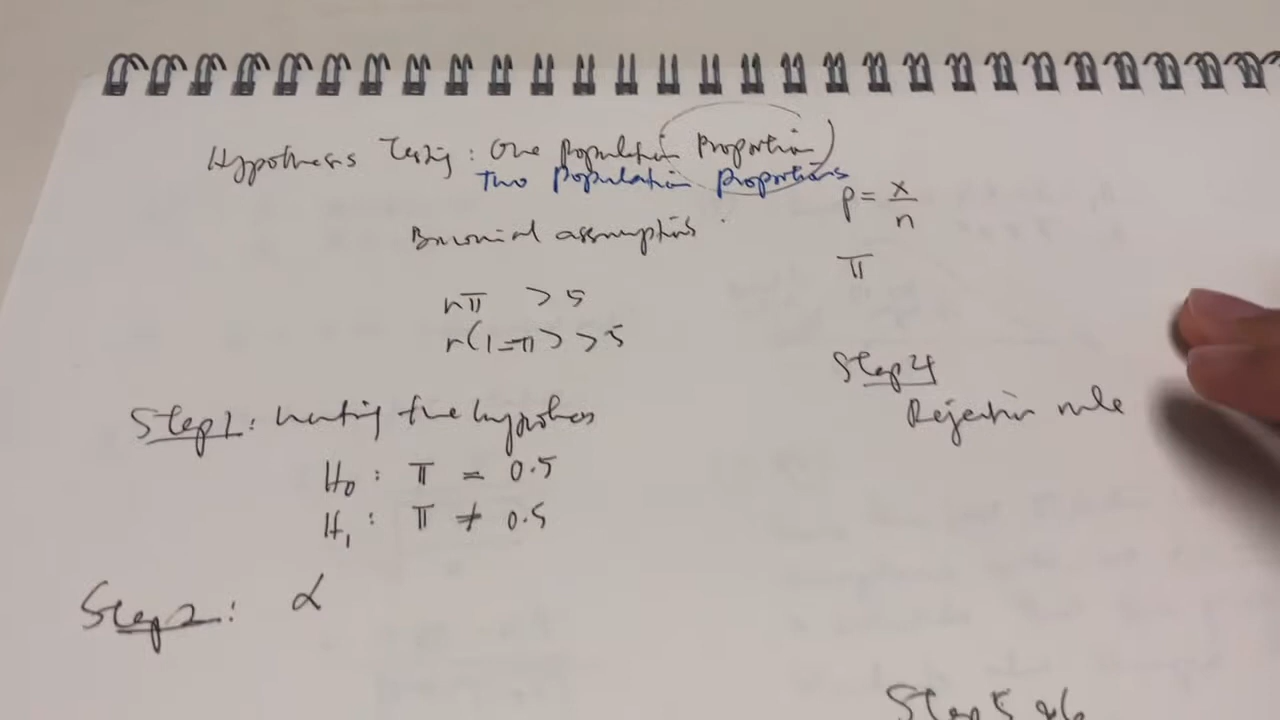 Hypothesis Testing: One Population Proportion
Two Population Proportions
p = x/n
Binomial assumptions
π
nπ > 5
n(1-π) > 5
Step 4
Rejection rule
Step 1: Writing the hypotheses
H₀ : π = 0.5
H₁ : π ≠ 0.5
Step 2: α
Step 5 & 6